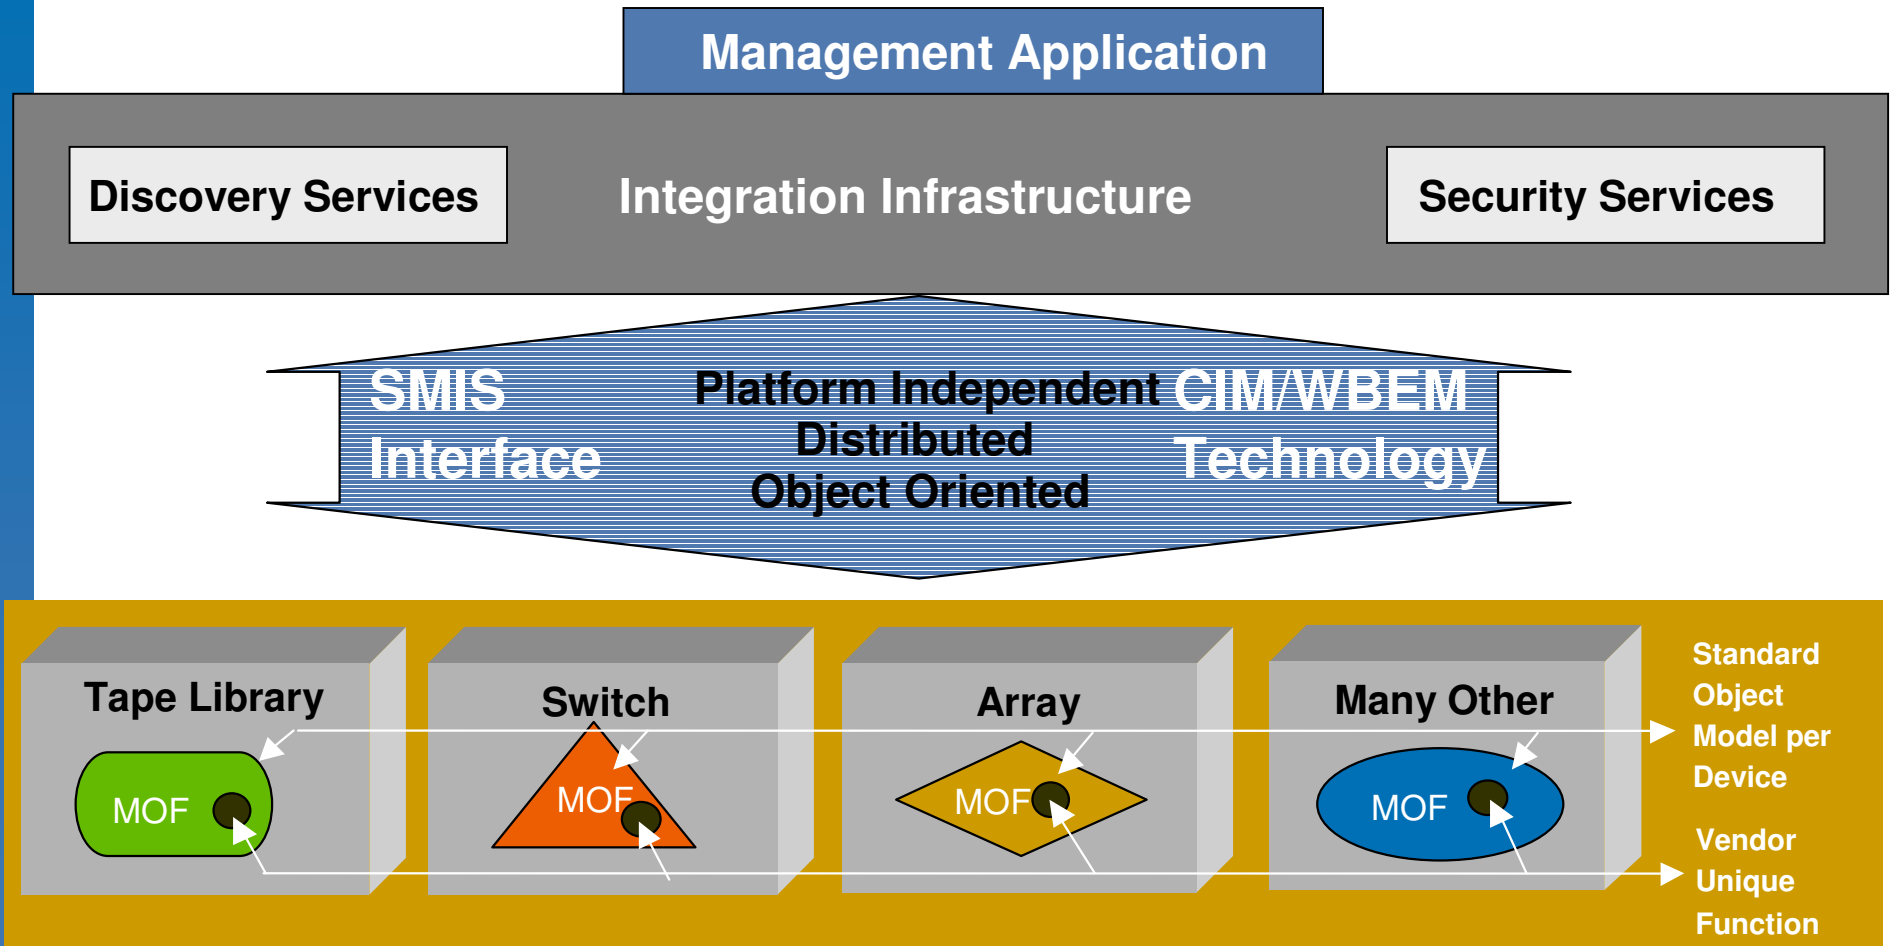 Management Application
Discovery Services
Integration Infrastructure
Security Services
SMIS
Interface
Platform Independent
Distributed
Object Oriented
CIM/WBEM
Technology
Tape Library
Switch
Array
Many Other
MOF
MOF
MOF
MOF
Standard
Object
Model per
Device
Vendor
Unique
Function